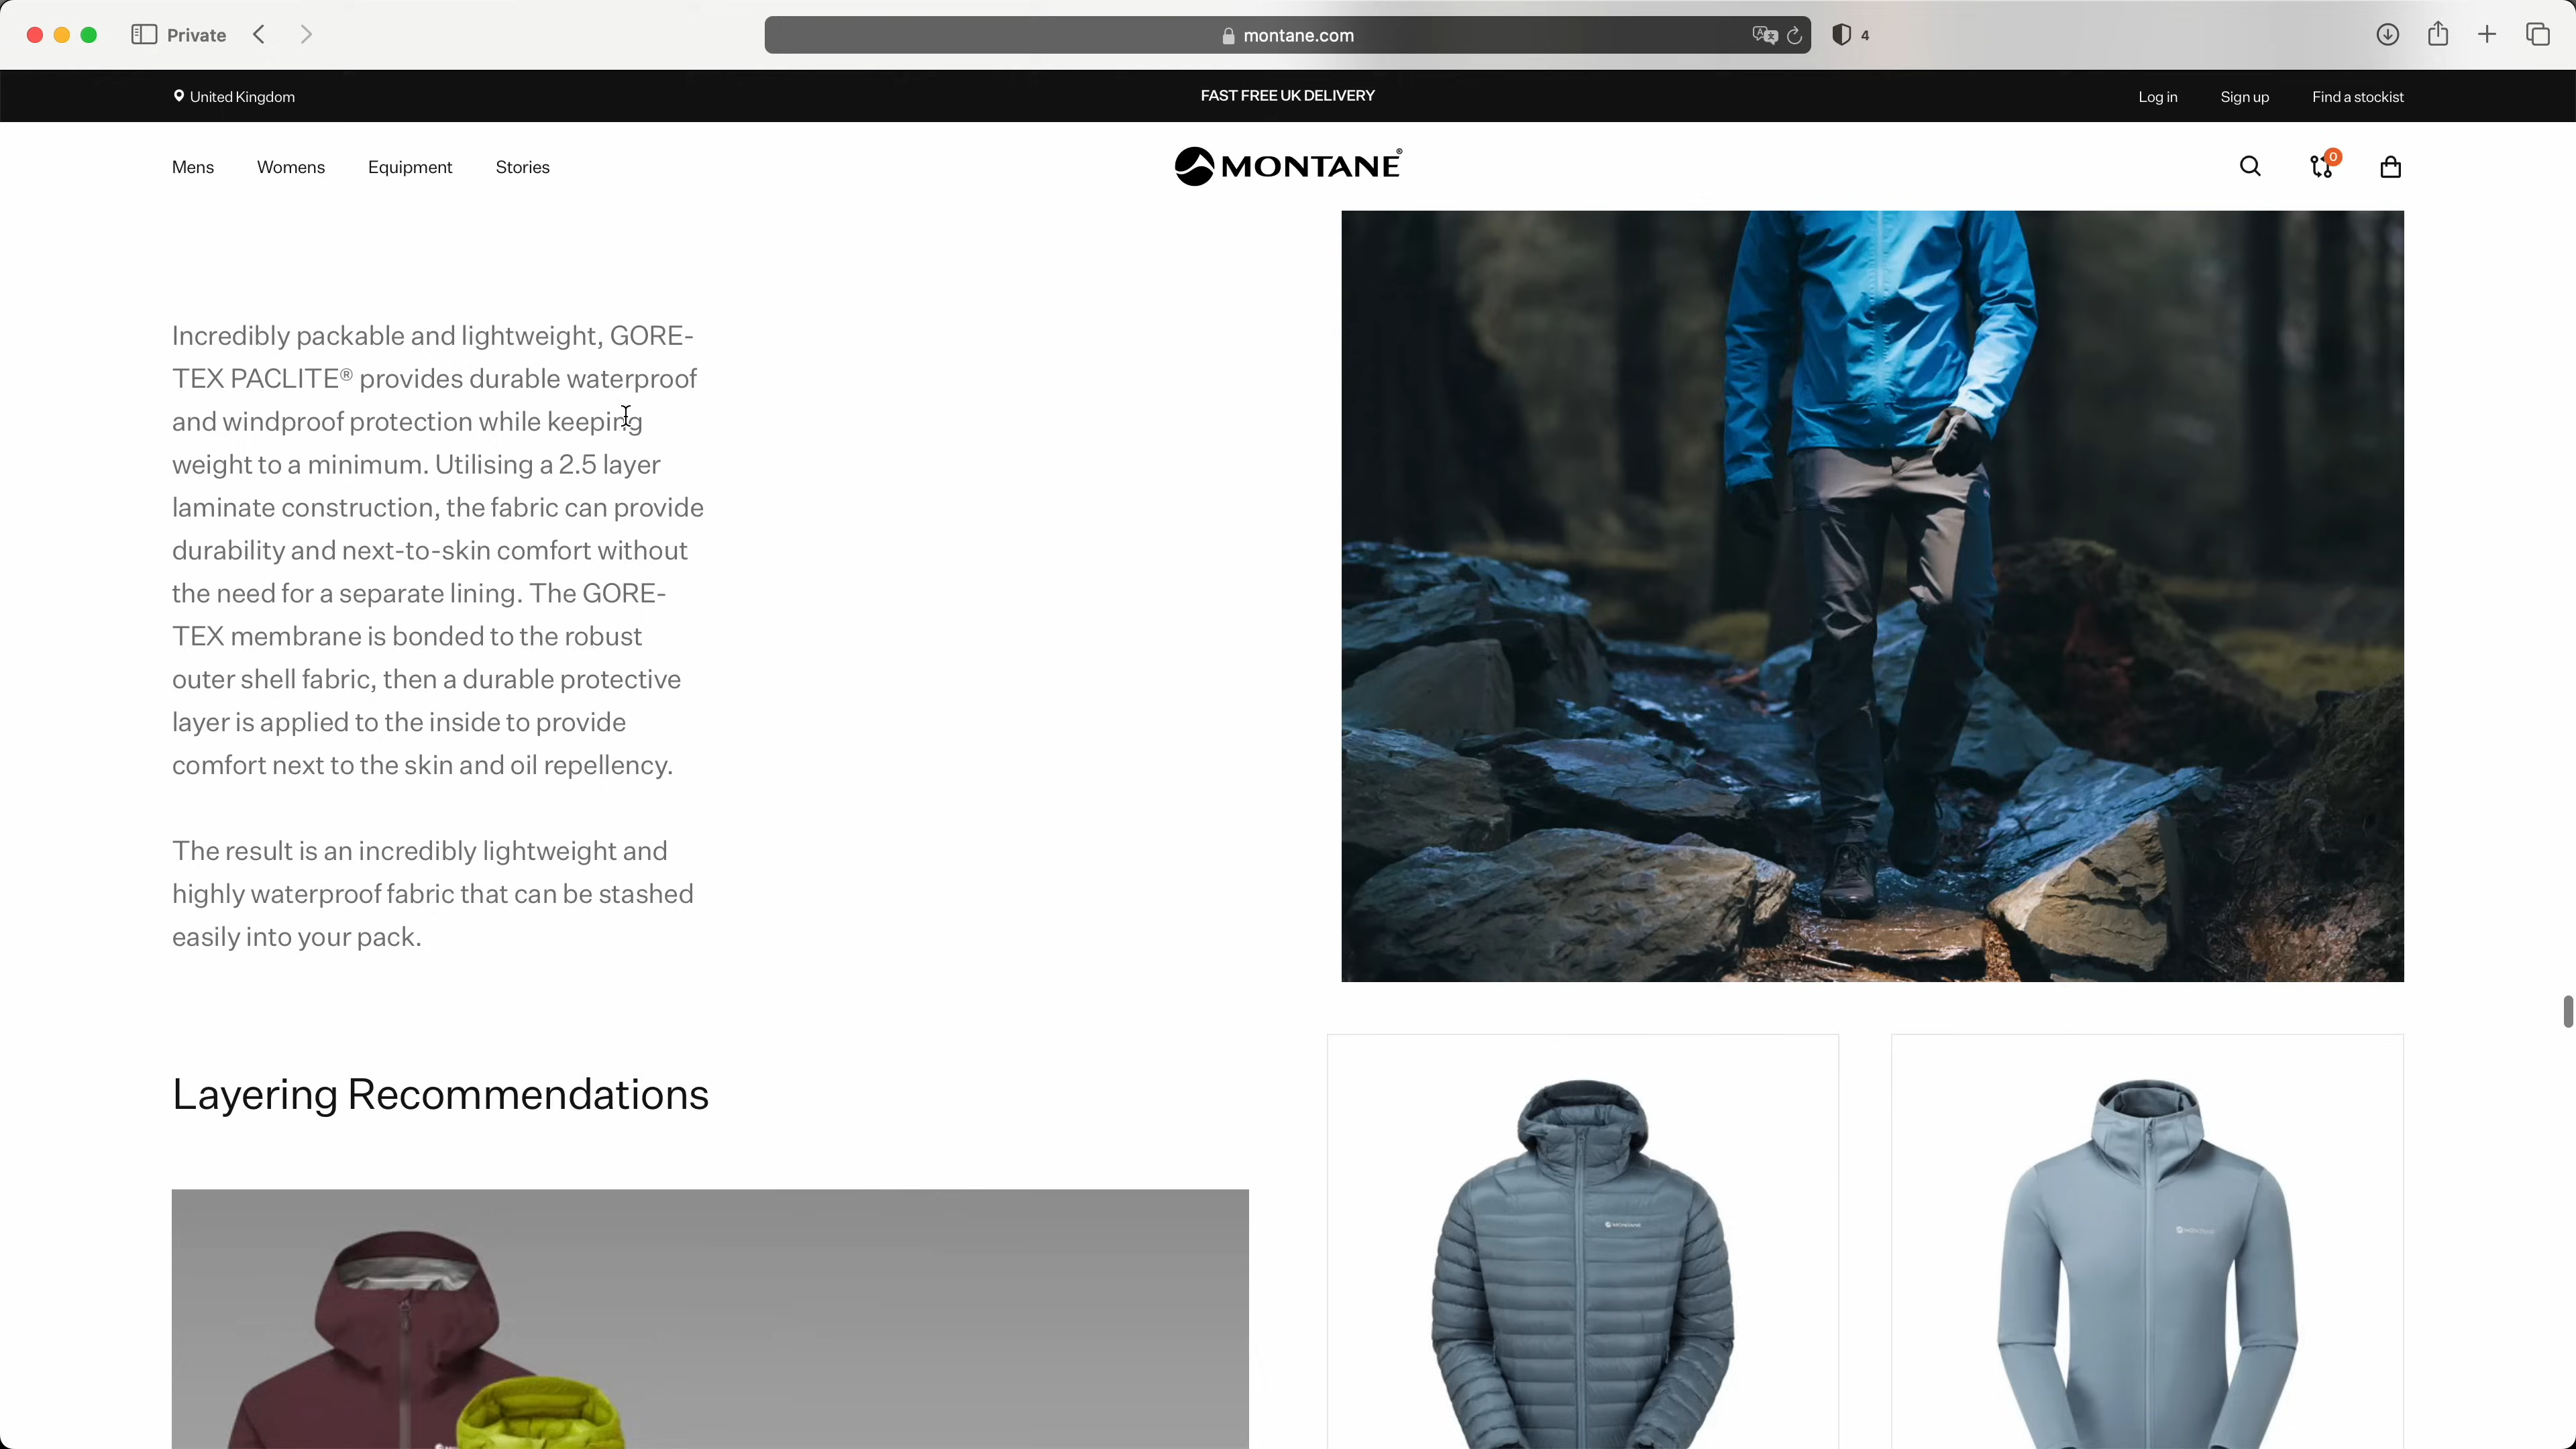 Private
montane.com
4
United Kingdom
FAST FREE UK DELIVERY
Log in
Sign up
Find a stockist
Mens
Womens
Equipment
Stories
MONTANE®
0
Incredibly packable and lightweight, GORE-
TEX PACLITE® provides durable waterproof
and windproof protection while keeping
weight to a minimum. Utilising a 2.5 layer
laminate construction, the fabric can provide
durability and next-to-skin comfort without
the need for a separate lining. The GORE-
TEX membrane is bonded to the robust
outer shell fabric, then a durable protective
layer is applied to the inside to provide
comfort next to the skin and oil repellency.
The result is an incredibly lightweight and
highly waterproof fabric that can be stashed
easily into your pack.
Layering Recommendations
MONTANE
MONTANE